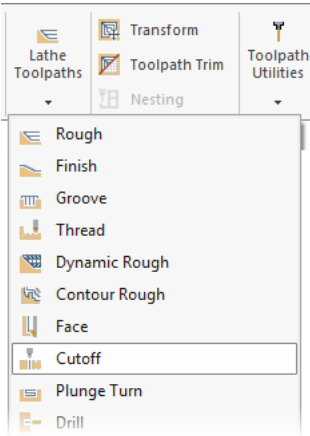 Lathe
Toolpaths
Transform
Toolpath Trim
Nesting
Toolpath
Utilities
Rough
Finish
Groove
Thread
Dynamic Rough
Contour Rough
Face
Cutoff
Plunge Turn
Drill